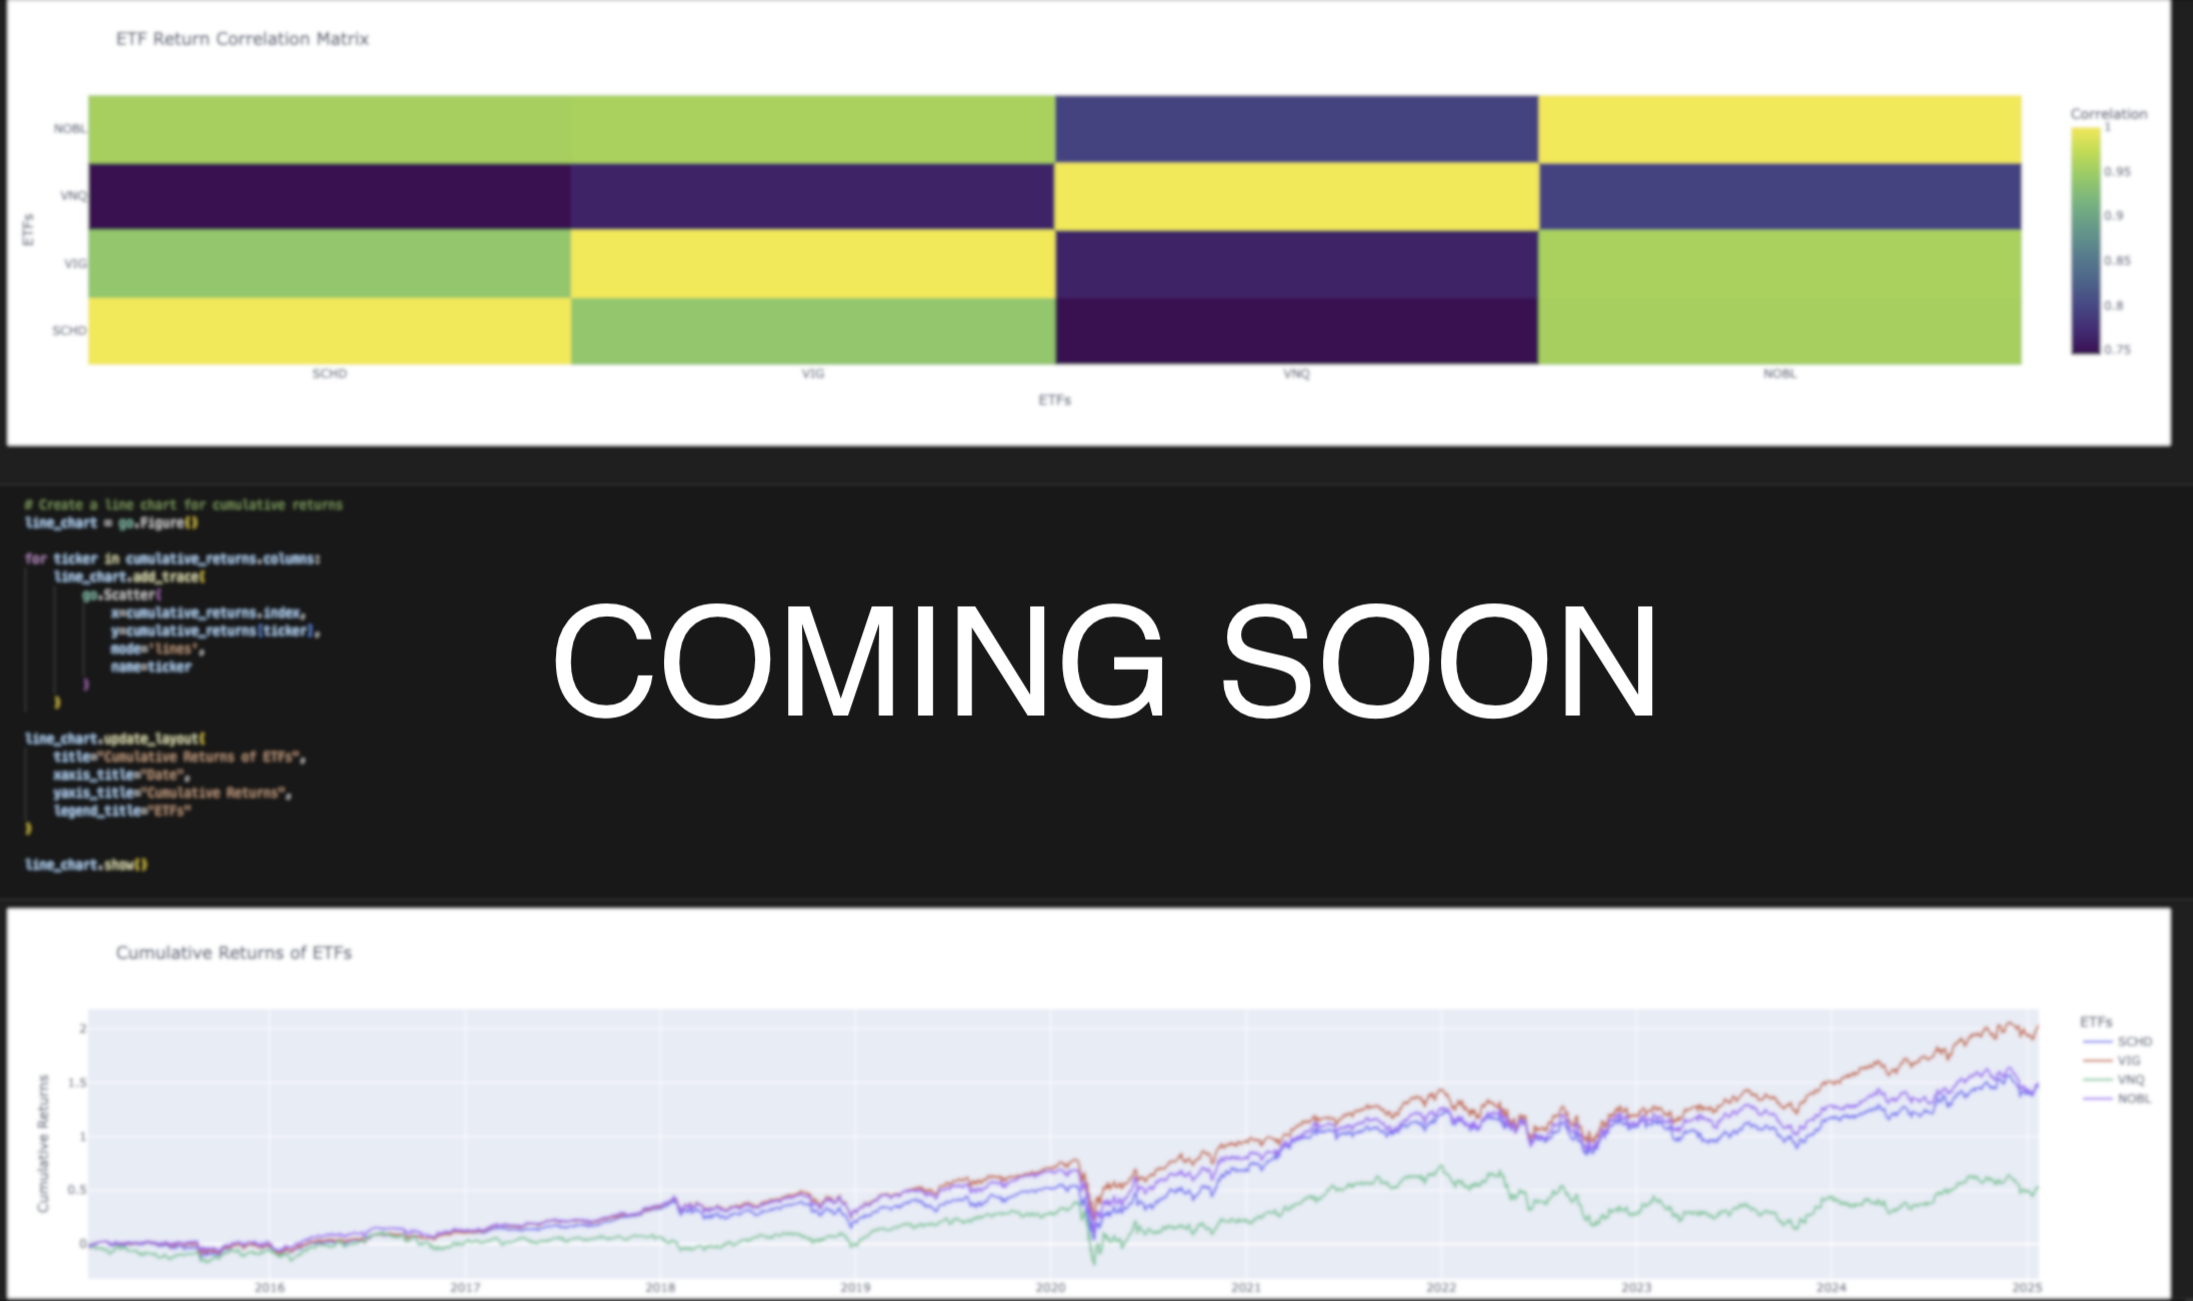 ETF Return Correlation Matrix
Correlation
1
0.95
0.9
0.85
0.8
0.75
ETFs
NOBL
VNQ
VIG
SCHD
SCHD VIG VNQ NOBL
ETFs
# Create a line chart for cumulative returns
line_chart = go.Figure()
for ticker in cumulative_returns.columns:
line_chart.add_trace(
go.Scatter(
x=cumulative_returns.index,
y=cumulative_returns[ticker],
mode='lines',
name=ticker
)
)
line_chart.update_layout(
title="Cumulative Returns of ETFs",
xaxis_title="Date",
yaxis_title="Cumulative Returns",
legend_title="ETFs"
)
line_chart.show()
COMING SOON
Cumulative Returns of ETFs
Cumulative Returns
2
1.5
1
0.5
0
2016 2017 2018 2019 2020 2021 2022 2023 2024 2025
ETFs
SCHD
VIG
VNQ
NOBL